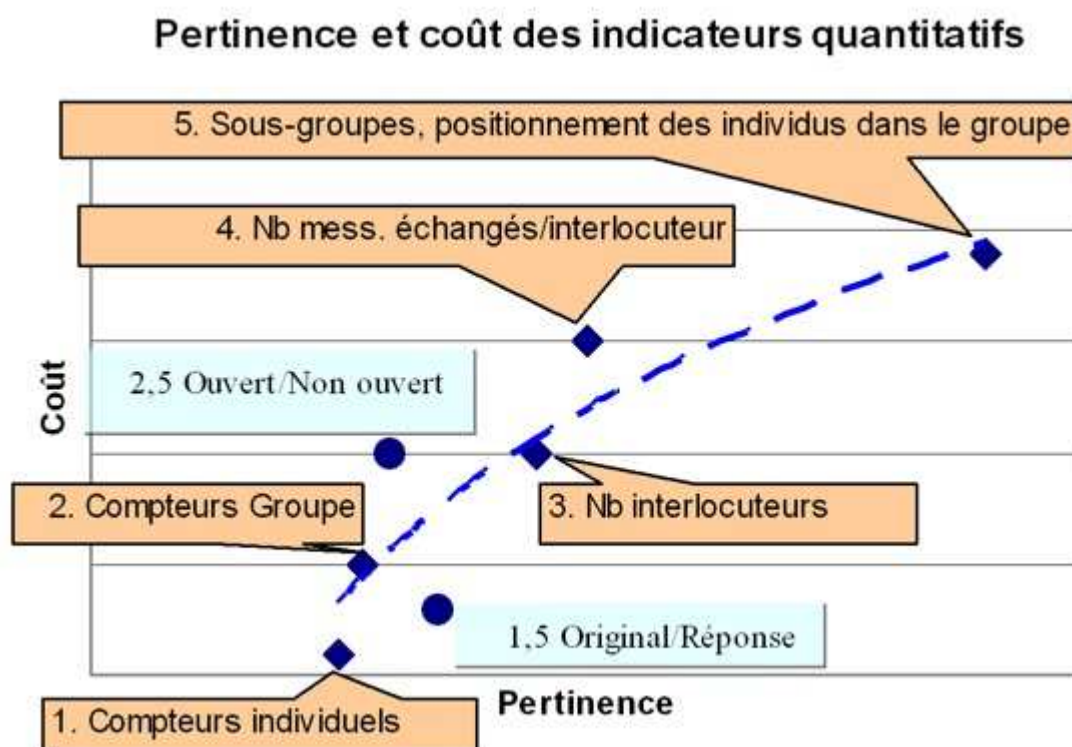 Pertinence et coût des indicateurs quantitatifs
5. Sous-groupes, positionnement des individus dans le groupe
4. Nb mess. échangés/interlocuteur
Coût
2,5 Ouvert/Non ouvert
2. Compteurs Groupe
3. Nb interlocuteurs
1,5 Original/Réponse
Pertinence
1. Compteurs individuels